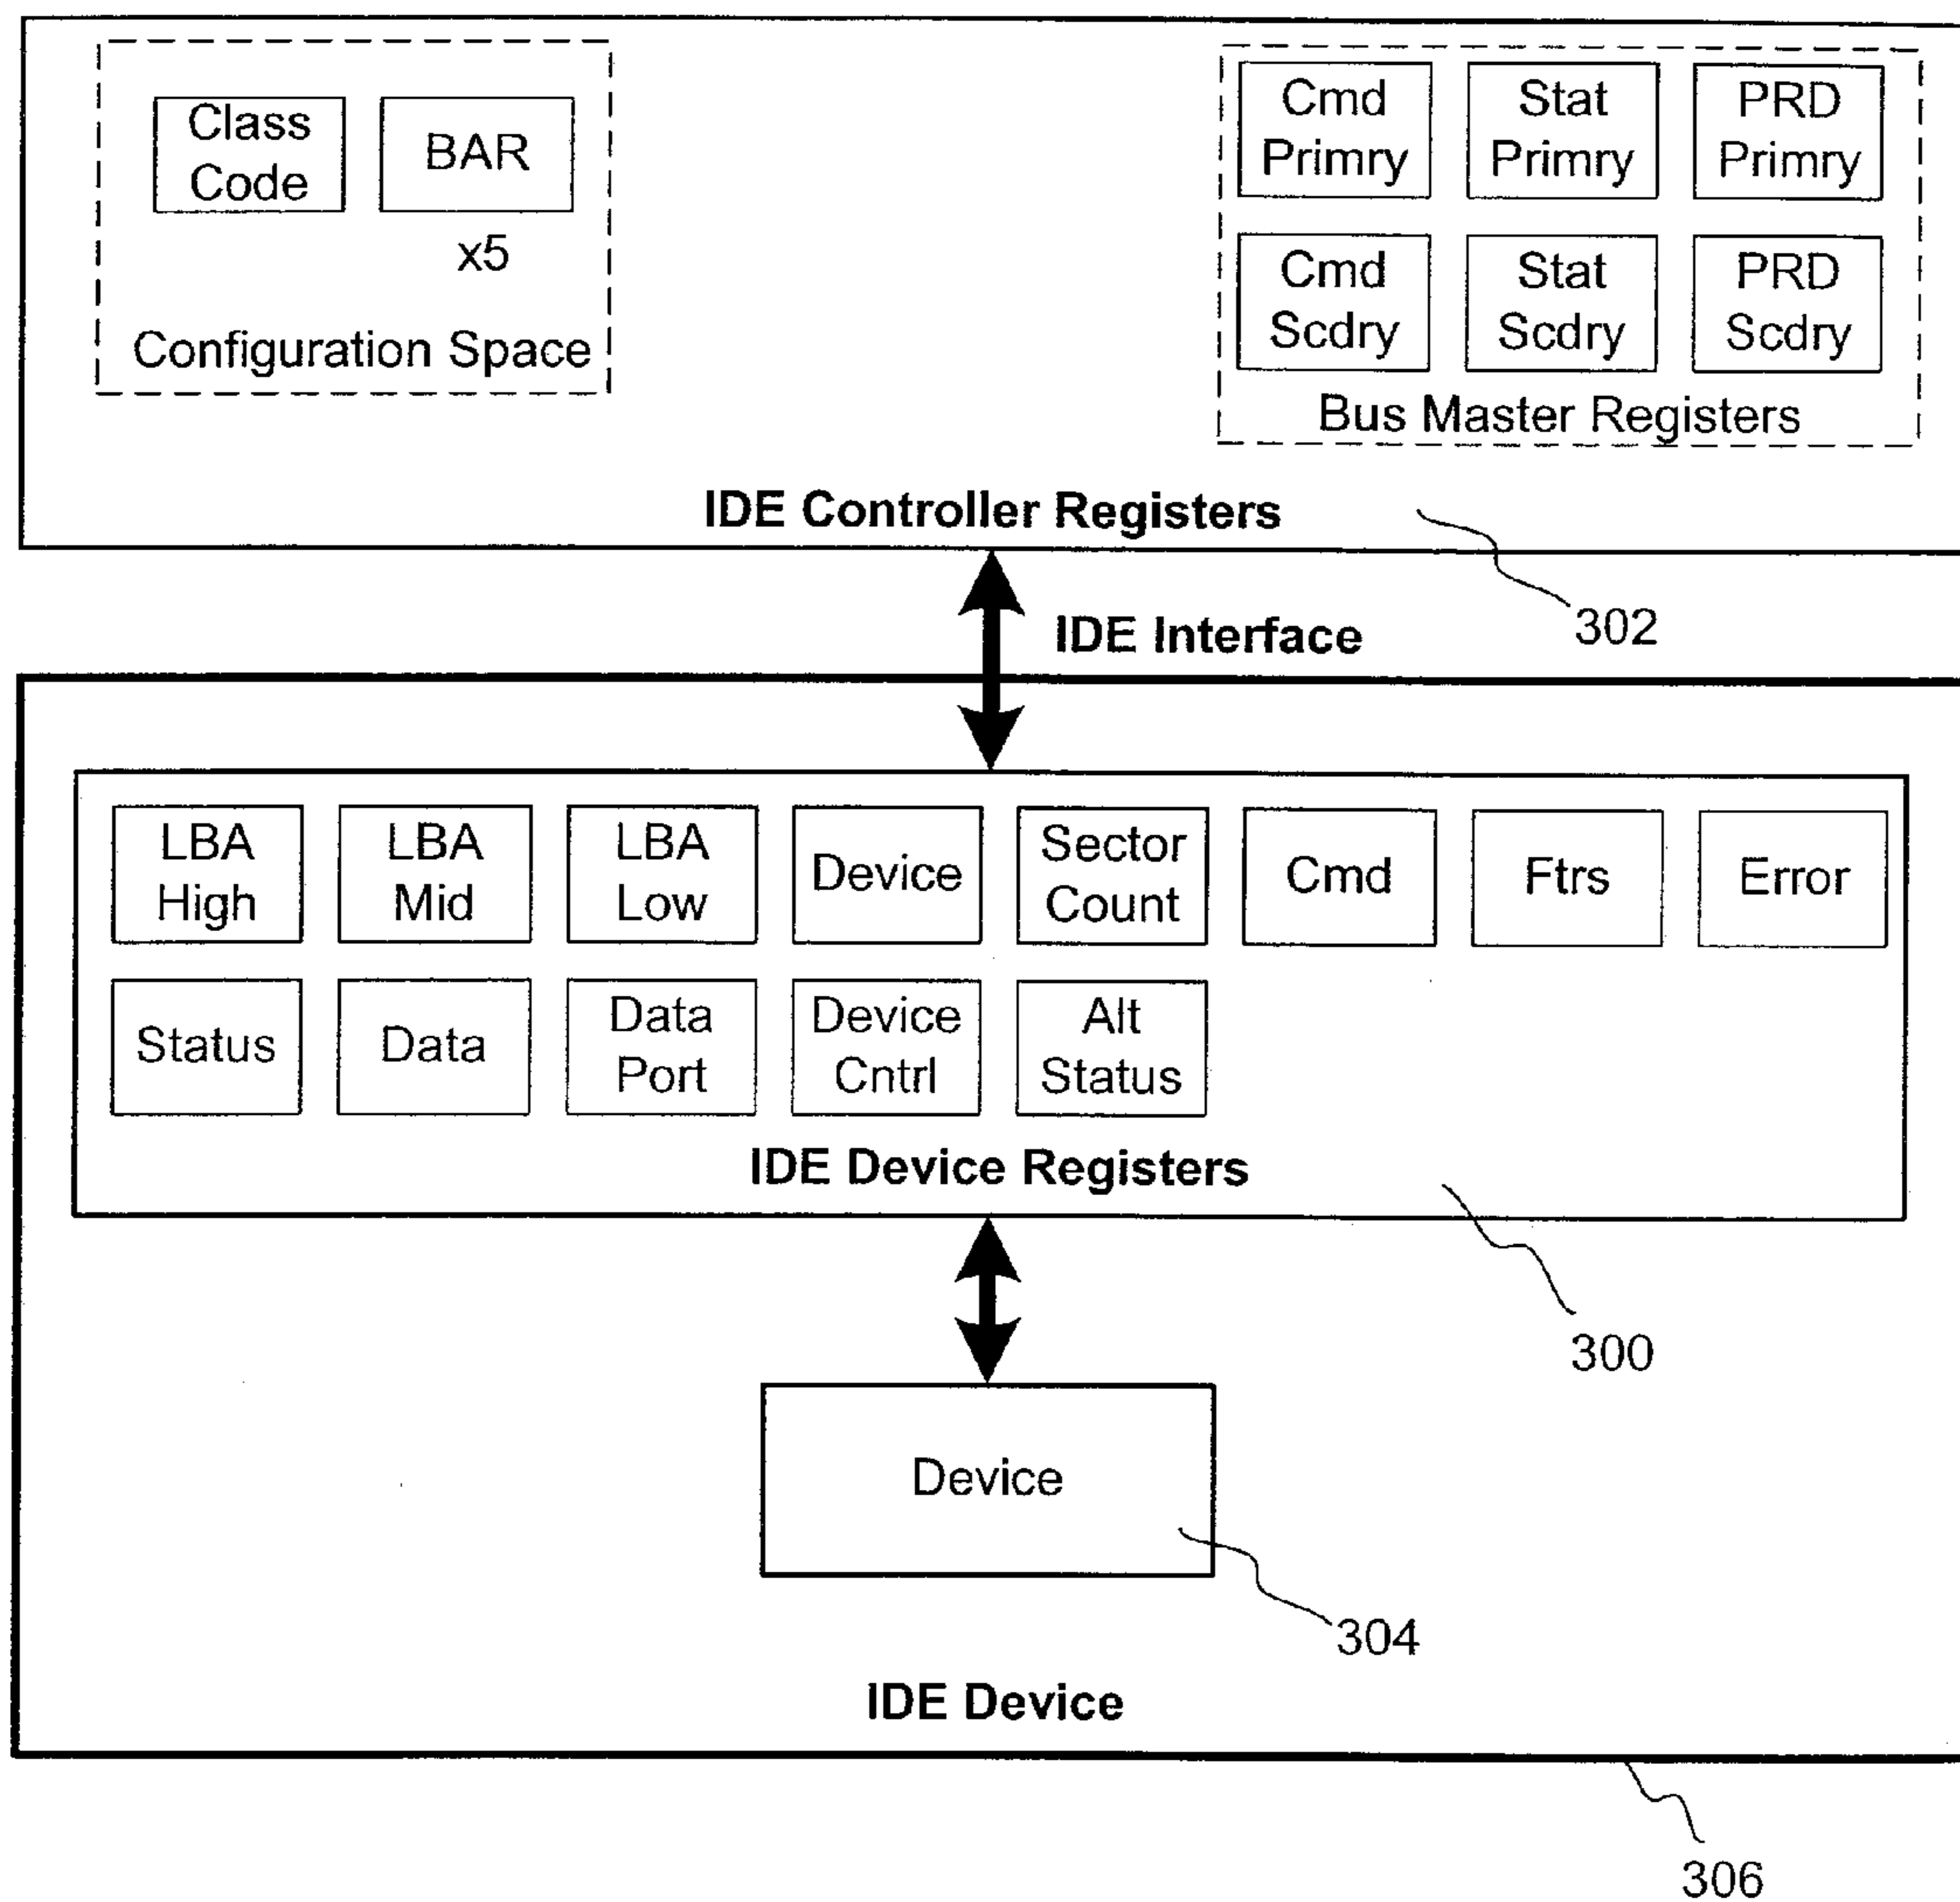 Class
Code
BAR
x5
Configuration Space
Cmd
Primry
Stat
Primry
PRD
Primry
Cmd
Scdry
Stat
Scdry
PRD
Scdry
Bus Master Registers
IDE Controller Registers
302
IDE Interface
LBA
High
LBA
Mid
LBA
Low
Device
Sector
Count
Cmd
Ftrs
Error
Status
Data
Data
Port
Device
Cntrl
Alt
Status
IDE Device Registers
300
Device
304
IDE Device
306